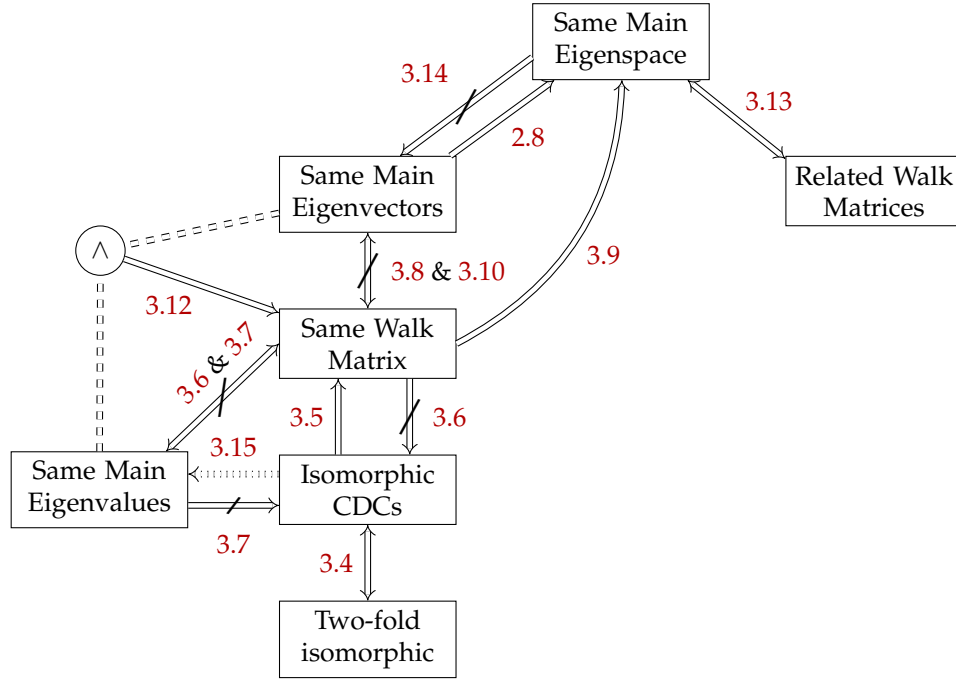 Same Main
Eigenspace
3.14
3.13
2.8
Same Main
Eigenvectors
Related Walk
Matrices
∧
3.9
3.8 & 3.10
3.12
Same Walk
Matrix
3.6 & 3.7
3.5
3.6
3.15
Same Main
Eigenvalues
Isomorphic
CDCs
3.7
3.4
Two-fold
isomorphic